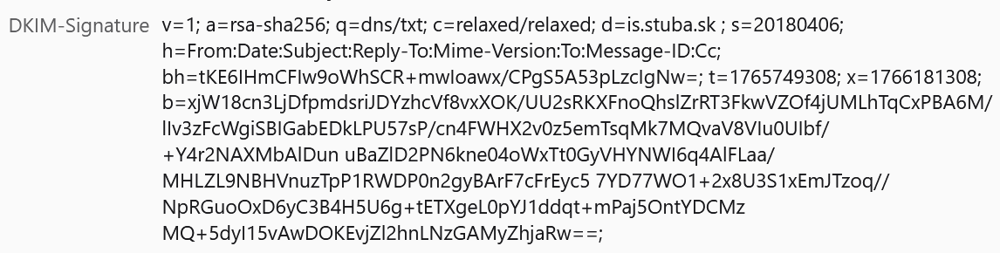 DKIM-Signature v=1; a=rsa-sha256; q=dns/txt; c=relaxed/relaxed; d=is.stuba.sk ; s=20180406;
h=From:Date:Subject:Reply-To:Mime-Version:To:Message-ID:Cc;
bh=tKE6IHmCFIw9oWhSCR+mwIoawx/CPgS5A53pLzcIgNw=; t=1765749308; x=1766181308;
b=xjW18cn3LjDfpmdsriJDYzhcVf8vxXOK/UU2sRKXFnoQhslZrRT3FkwVZOf4jUMLhTqCxPBA6M/
lIv3zFcWgiSBIGabEDkLPU57sP/cn4FWHX2v0z5emTsqMk7MQvaV8VIu0UIbf/
+Y4r2NAXMbAlDun uBaZlD2PN6kne04oWxTt0GyVHYNWI6q4AlFLaa/
MHLZL9NBHVnuzTpP1RWDP0n2gyBArF7cFrEyc5 7YD77WO1+2x8U3S1xEmJTzoq//
NpRGuoOxD6yC3B4H5U6g+tETXgeL0pYJ1ddqt+mPaj5OntYDCMz
MQ+5dyI15vAwDOKEvjZl2hnLNzGAMyZhjaRw==;